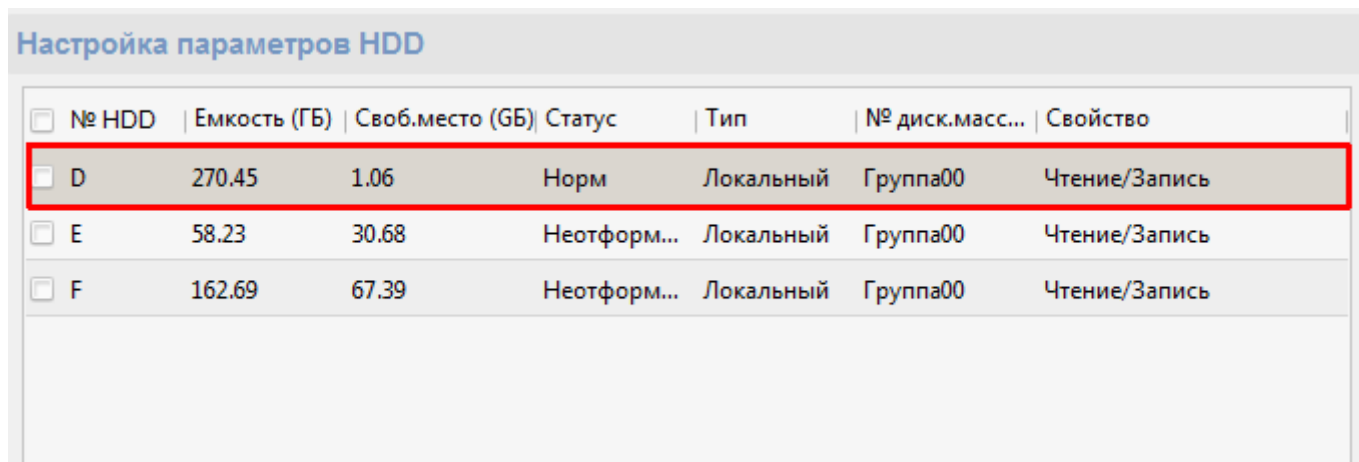 Настройка параметров HDD
№ HDD Емкость (ГБ) Своб.место (GБ) Статус Тип № диск.масс... Свойство
D 270.45 1.06 Норм Локальный Группа00 Чтение/Запись
E 58.23 30.68 Неотформ... Локальный Группа00 Чтение/Запись
F 162.69 67.39 Неотформ... Локальный Группа00 Чтение/Запись